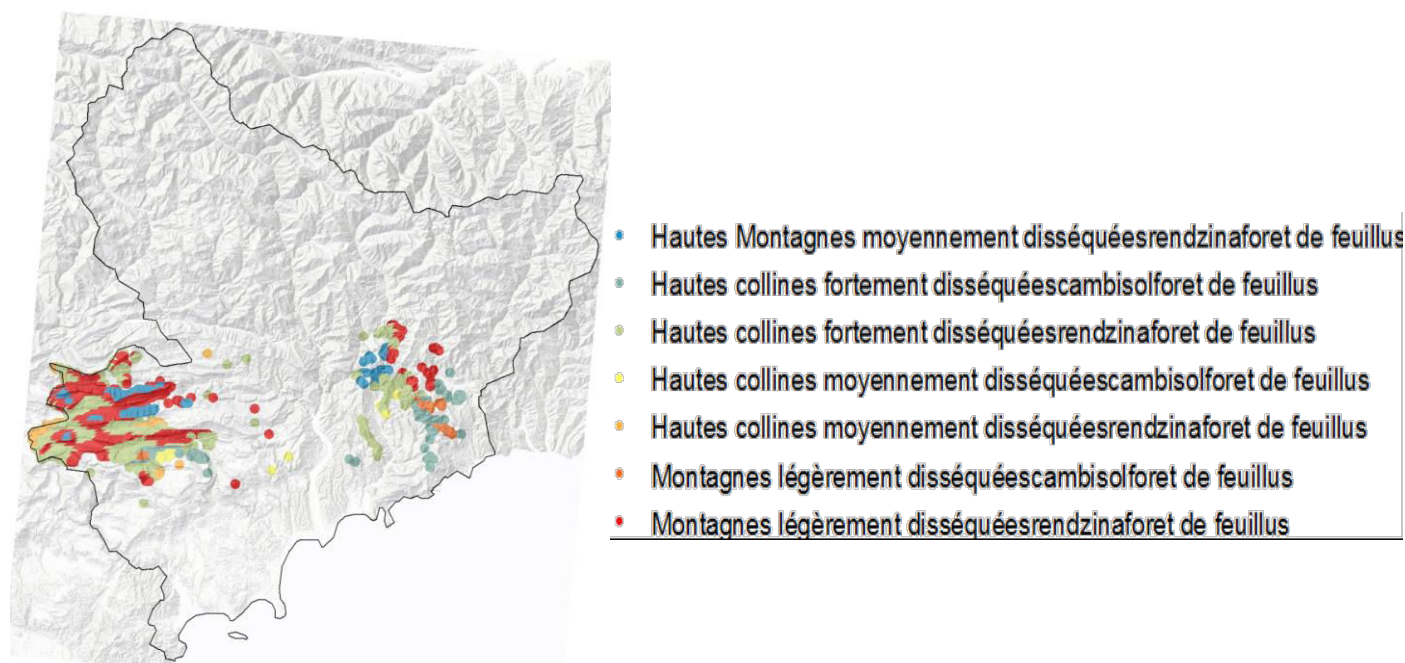 Hautes Montagnes moyennement disséquéesrendzinaforet de feuillus
Hautes collines fortement disséquéescambisolforet de feuillus
Hautes collines fortement disséquéesrendzinaforet de feuillus
Hautes collines moyennement disséquéescambisolforet de feuillus
Hautes collines moyennement disséquéesrendzinaforet de feuillus
Montagnes légèrement disséquéescambisolforet de feuillus
Montagnes légèrement disséquéesrendzinaforet de feuillus